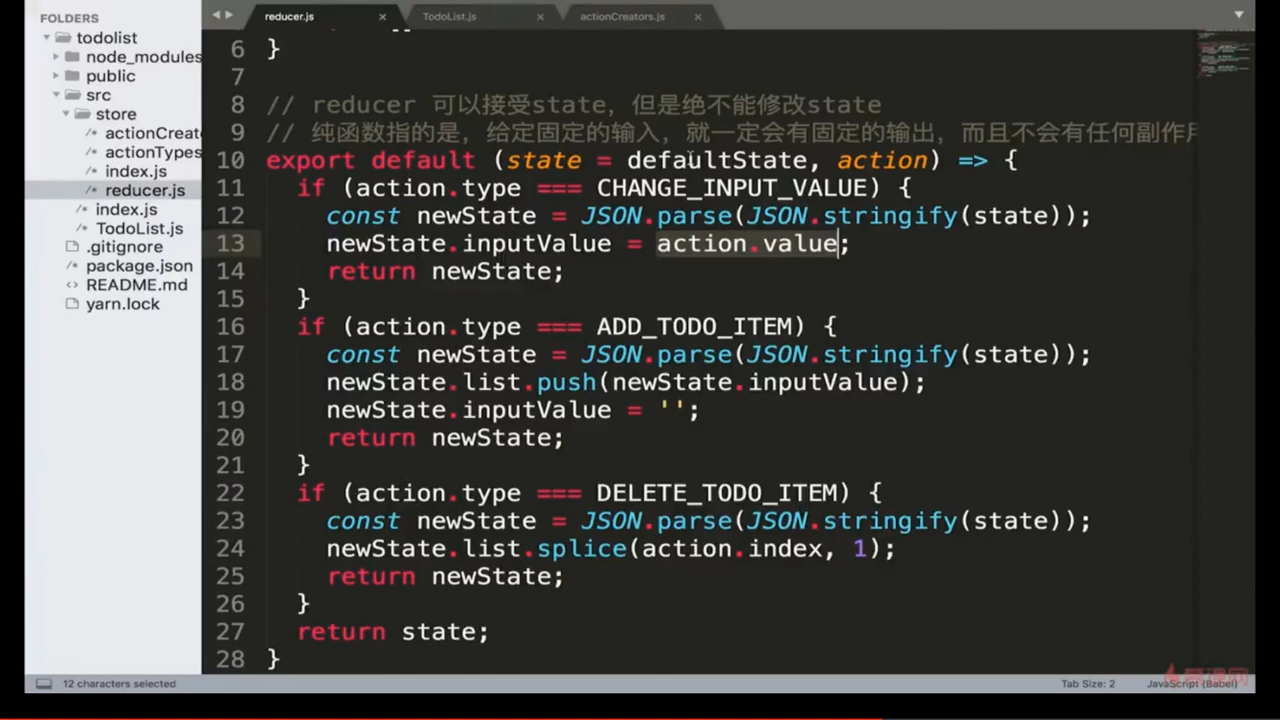 FOLDERS
todolist
node_modules
public
src
store
actionCreat
actionTypes
index.js
reducer.js
index.js
TodoList.js
.gitignore
package.json
README.md
yarn.lock
reducer.js
TodoList.js
actionCreators.js
6 }
7
8 // reducer 可以接受state，但是绝不能修改state
9 // 纯函数指的是，给定固定的输入，就一定会有固定的输出，而且不会有任何副作用
10 export default (state = defaultState, action) => {
11 if (action.type === CHANGE_INPUT_VALUE) {
12 const newState = JSON.parse(JSON.stringify(state));
13 newState.inputValue = action.value;
14 return newState;
15 }
16 if (action.type === ADD_TODO_ITEM) {
17 const newState = JSON.parse(JSON.stringify(state));
18 newState.list.push(newState.inputValue);
19 newState.inputValue = '';
20 return newState;
21 }
22 if (action.type === DELETE_TODO_ITEM) {
23 const newState = JSON.parse(JSON.stringify(state));
24 newState.list.splice(action.index, 1);
25 return newState;
26 }
27 return state;
28 }
12 characters selected
Tab Size: 2
JavaScript (Babel)